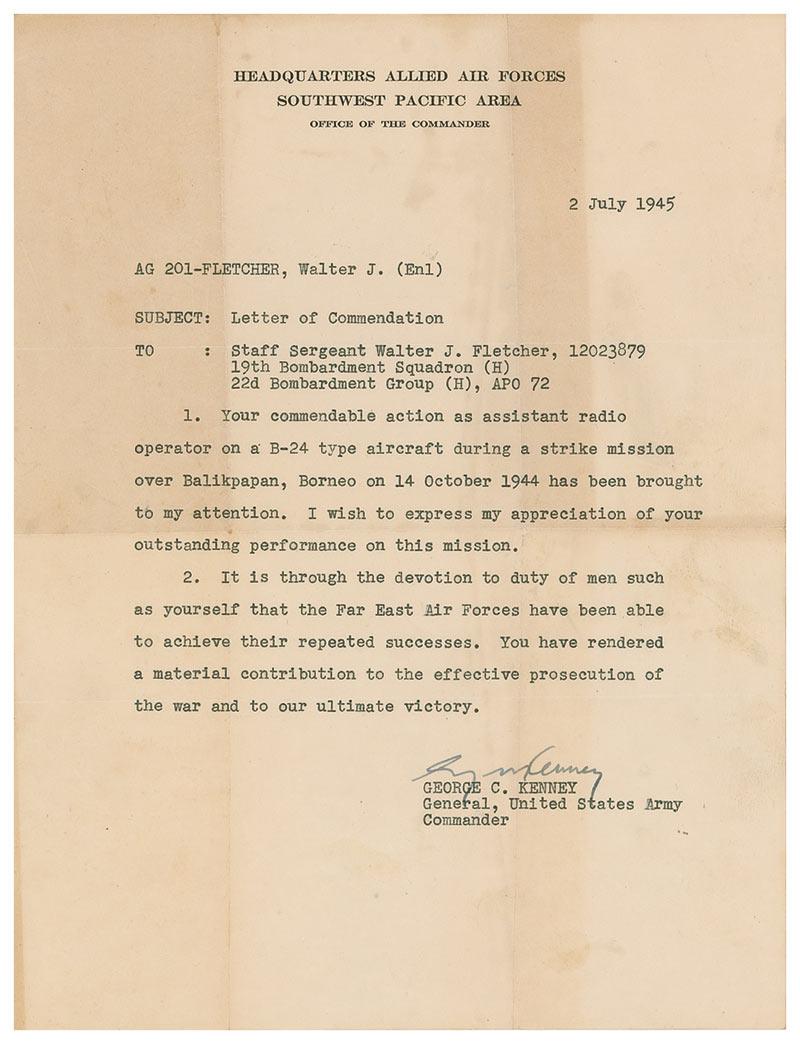 HEADQUARTERS ALLIED AIR FORCES
SOUTHWEST PACIFIC AREA
OFFICE OF THE COMMANDER
2 July 1945
AG 201-FLETCHER, Walter J. (Enl)
SUBJECT: Letter of Commendation
TO : Staff Sergeant Walter J. Fletcher, 12023879
19th Bombardment Squadron (H)
22d Bombardment Group (H), APO 72
1. Your commendable action as assistant radio
operator on a B-24 type aircraft during a strike mission
over Balikpapan, Borneo on 14 October 1944 has been brought
to my attention. I wish to express my appreciation of your
outstanding performance on this mission.
2. It is through the devotion to duty of men such
as yourself that the Far East Air Forces have been able
to achieve their repeated successes. You have rendered
a material contribution to the effective prosecution of
the war and to our ultimate victory.
GEORGE C. KENNEY
General, United States Army
Commander